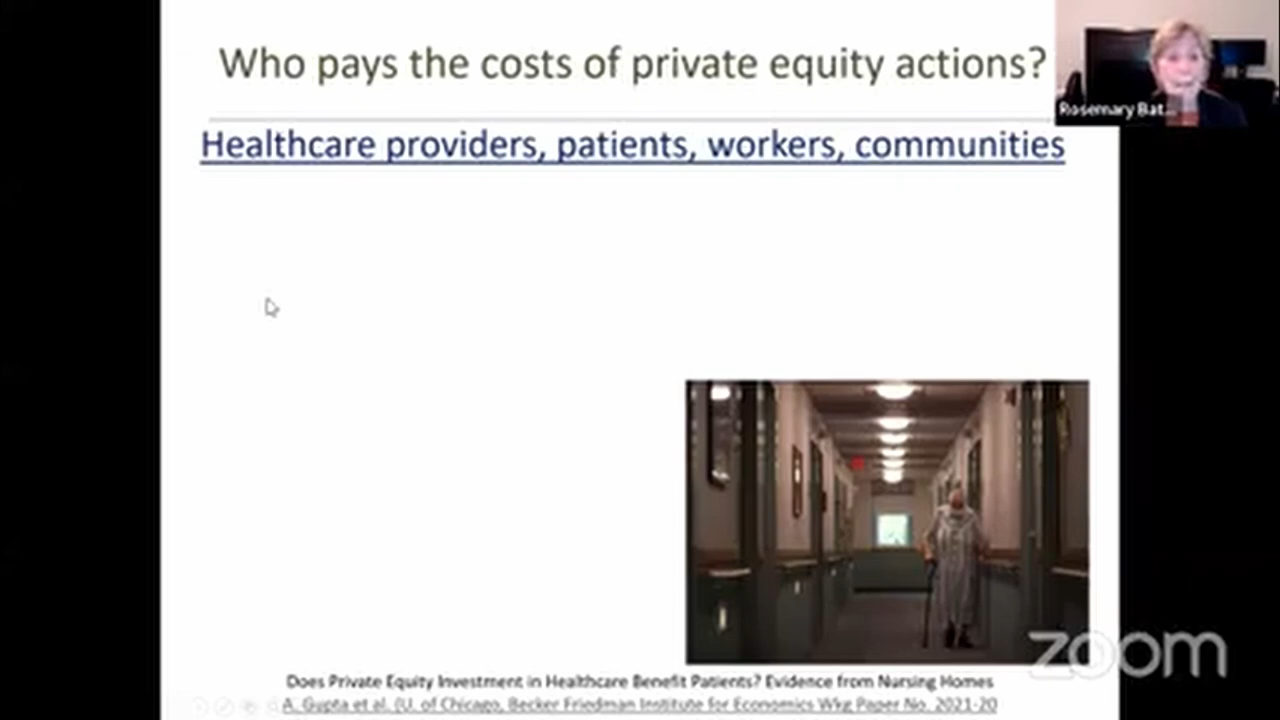 Who pays the costs of private equity actions?
Rosemary Bat...
Healthcare providers, patients, workers, communities
zoom
Does Private Equity Investment in Healthcare Benefit Patients? Evidence from Nursing Homes
A. Gupta et al. (U. of Chicago, Becker Friedman Institute for Economics Wkg Paper No. 2021-20